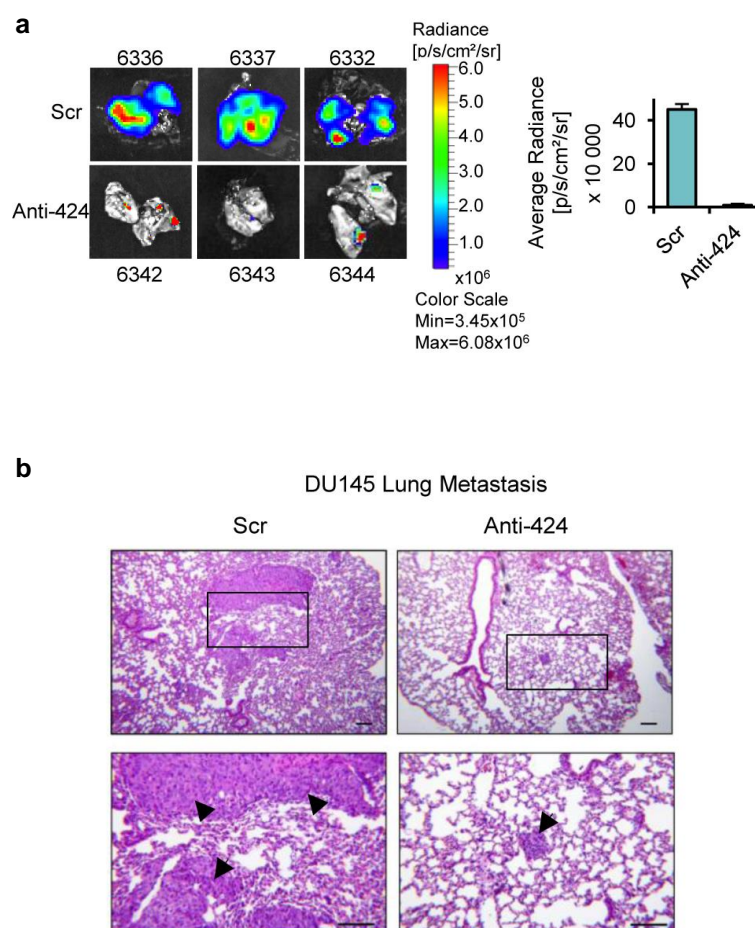 a
6336 6337 6332
Scr
Anti-424
6342 6343 6344
Radiance
[p/s/cm²/sr]
6.0
5.0
4.0
3.0
2.0
1.0
x10⁶
Color Scale
Min=3.45x10⁵
Max=6.08x10⁶
Average Radiance
[p/s/cm²/sr]
x 10 000
40
20
0
Scr
Anti-424
b
DU145 Lung Metastasis
Scr Anti-424